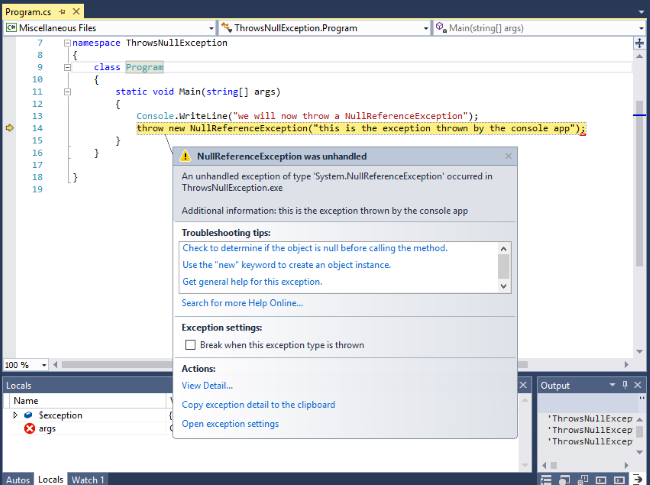 Program.cs
C# Miscellaneous Files
ThrowsNullException.Program
Main(string[] args)
7 namespace ThrowsNullException
8 {
9 class Program
10 {
11 static void Main(string[] args)
12 {
13 Console.WriteLine("we will now throw a NullReferenceException");
14 throw new NullReferenceException("this is the exception thrown by the console app");
15 }
16 }
17
18 }
19
NullReferenceException was unhandled
An unhandled exception of type 'System.NullReferenceException' occurred in
ThrowsNullException.exe
Additional information: this is the exception thrown by the console app
Troubleshooting tips:
Check to determine if the object is null before calling the method.
Use the "new" keyword to create an object instance.
Get general help for this exception.
Search for more Help Online...
Exception settings:
Break when this exception type is thrown
Actions:
View Detail...
Copy exception detail to the clipboard
Open exception settings
100 %
Locals
Name
$exception
{
args
Autos Locals Watch 1
Output
'ThrowsNullExcep
'ThrowsNullExcep
'ThrowsNullExcep